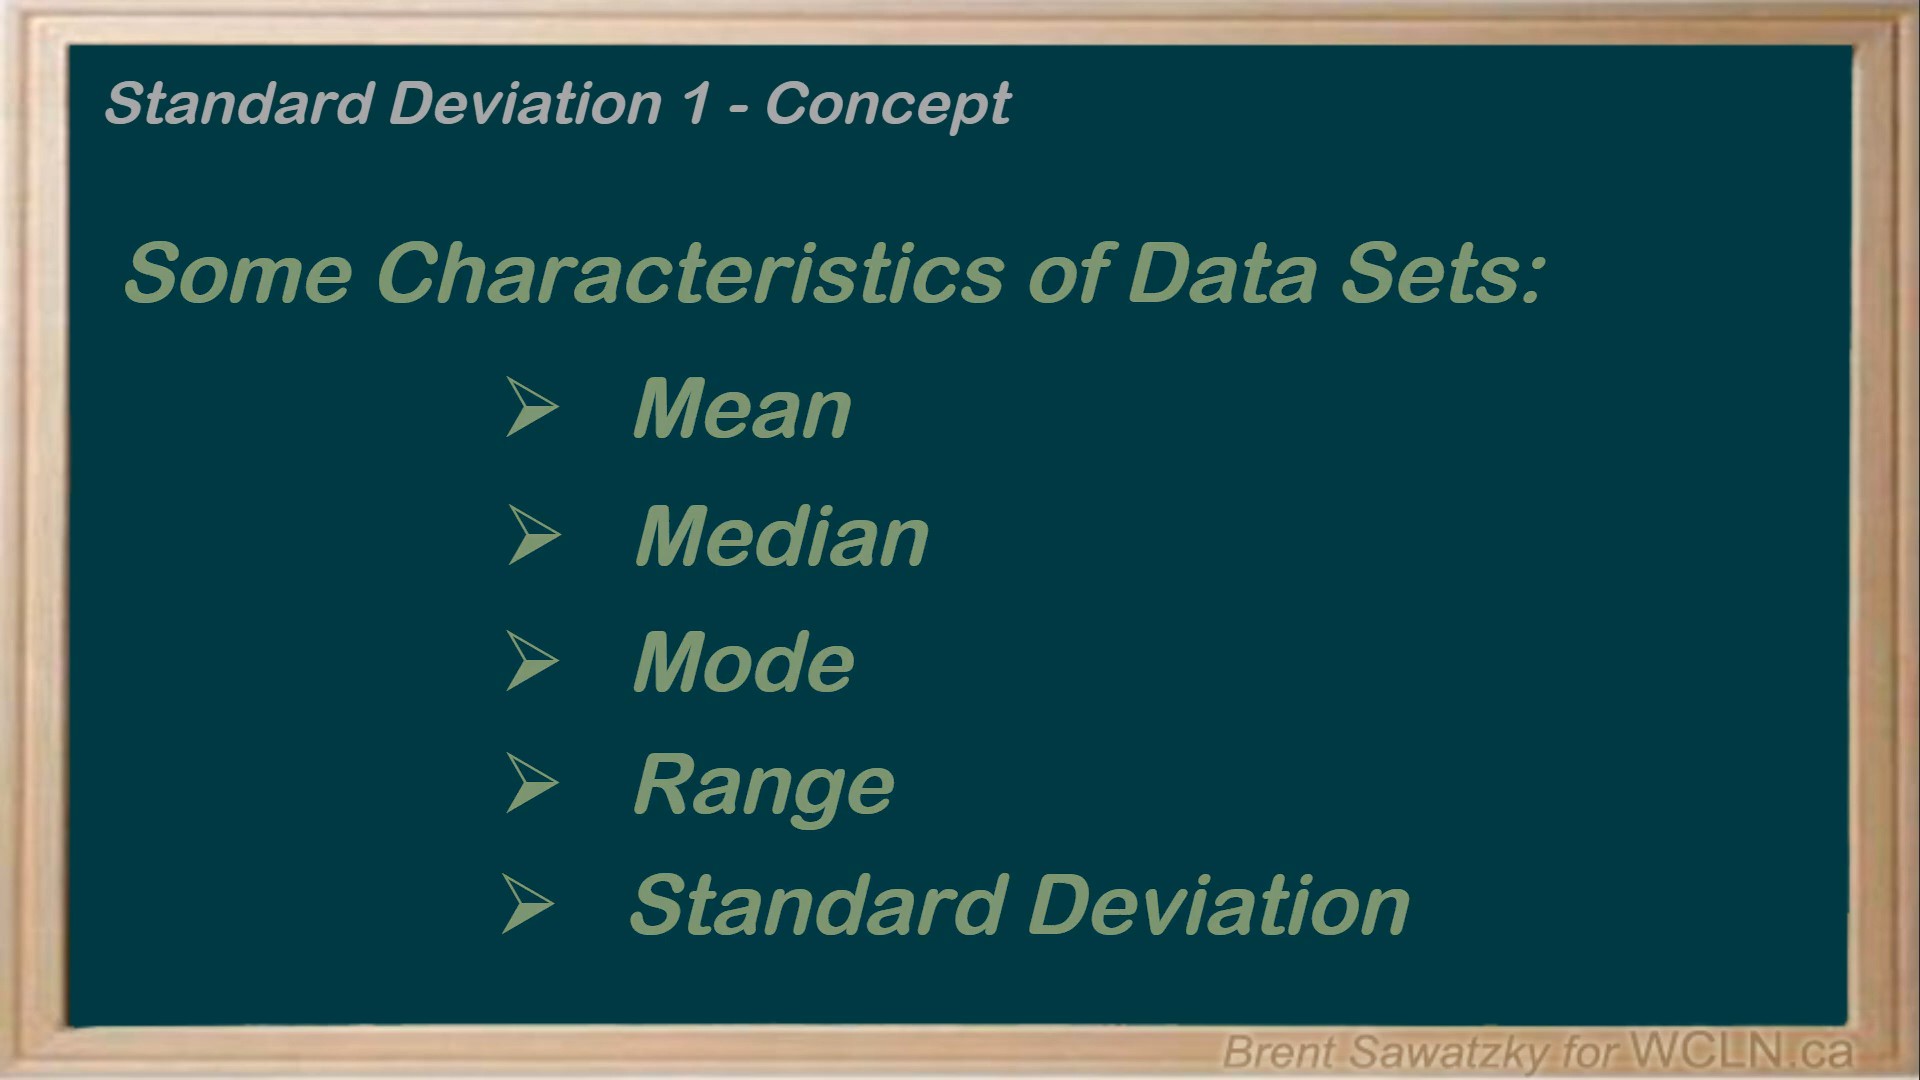 Standard Deviation 1 - Concept
Some Characteristics of Data Sets:
➢ Mean
➢ Median
➢ Mode
➢ Range
➢ Standard Deviation
Brent Sawatzky for WCLN.ca